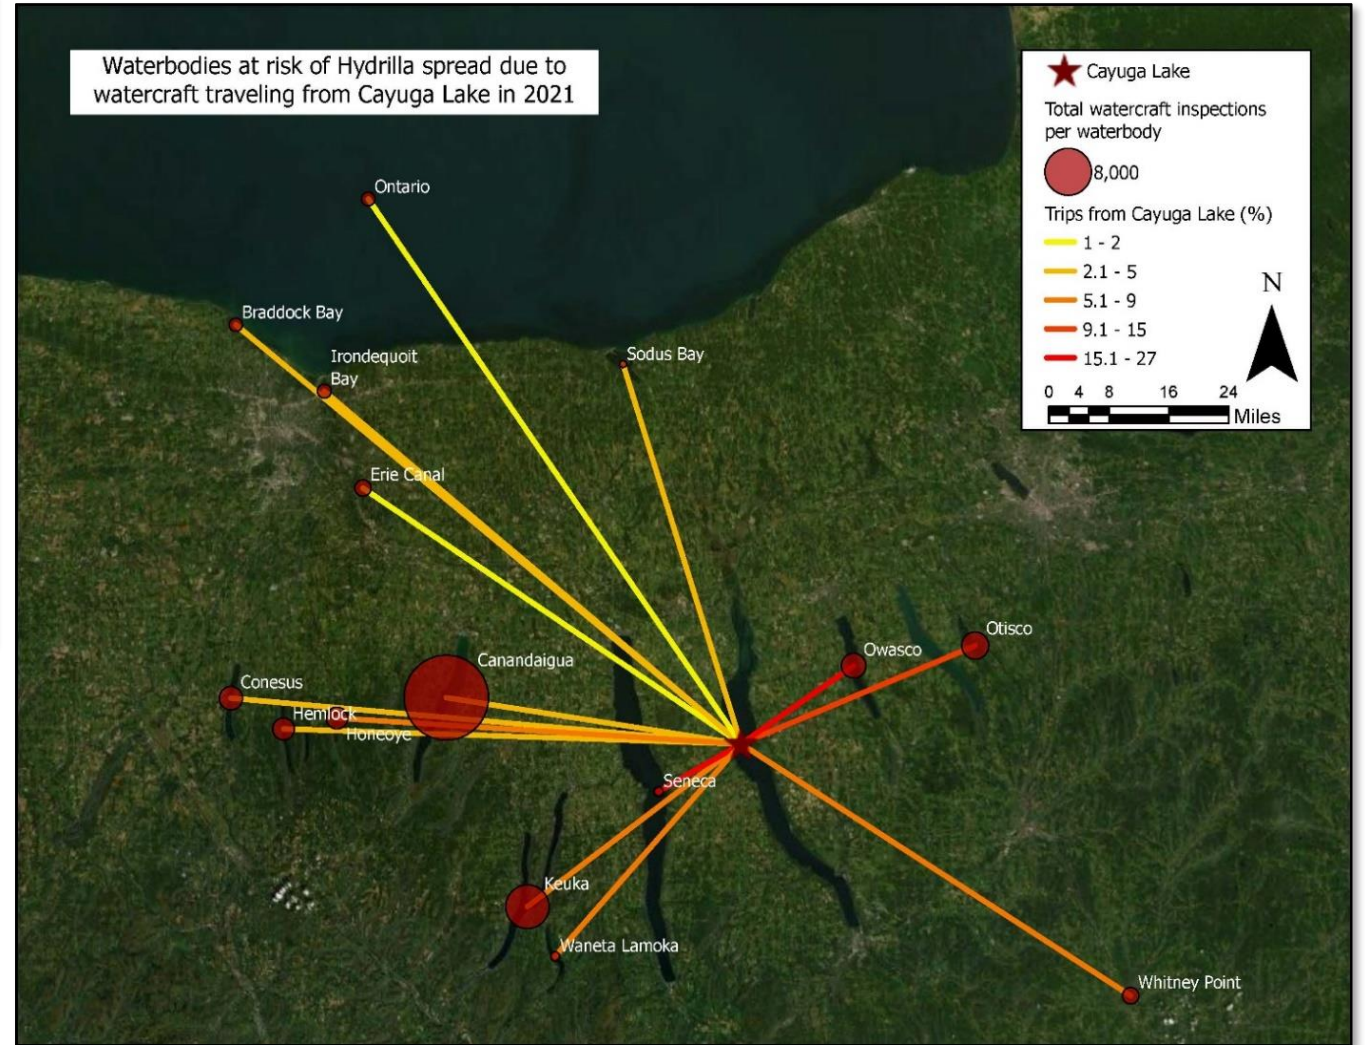 Waterbodies at risk of Hydrilla spread due to
watercraft traveling from Cayuga Lake in 2021
Cayuga Lake
Total watercraft inspections
per waterbody
8,000
Trips from Cayuga Lake (%)
1 - 2
2.1 - 5
5.1 - 9
9.1 - 15
15.1 - 27
N
0 4 8 16 24
Miles
Ontario
Braddock Bay
Irondequoit
Bay
Sodus Bay
Erie Canal
Otisco
Owasco
Canandaigua
Conesus
Hemlock
Honeoye
Seneca
Keuka
Waneta Lamoka
Whitney Point